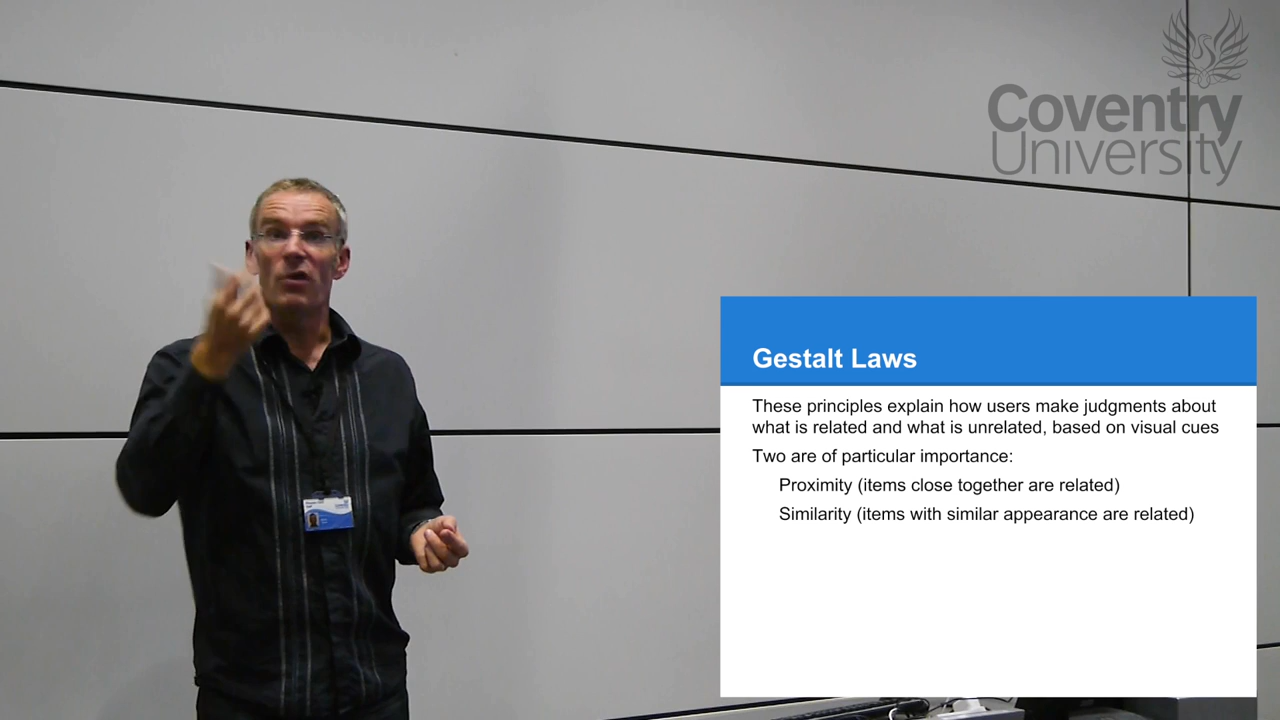 Coventry
University
Gestalt Laws
These principles explain how users make judgments about
what is related and what is unrelated, based on visual cues
Two are of particular importance:
Proximity (items close together are related)
Similarity (items with similar appearance are related)